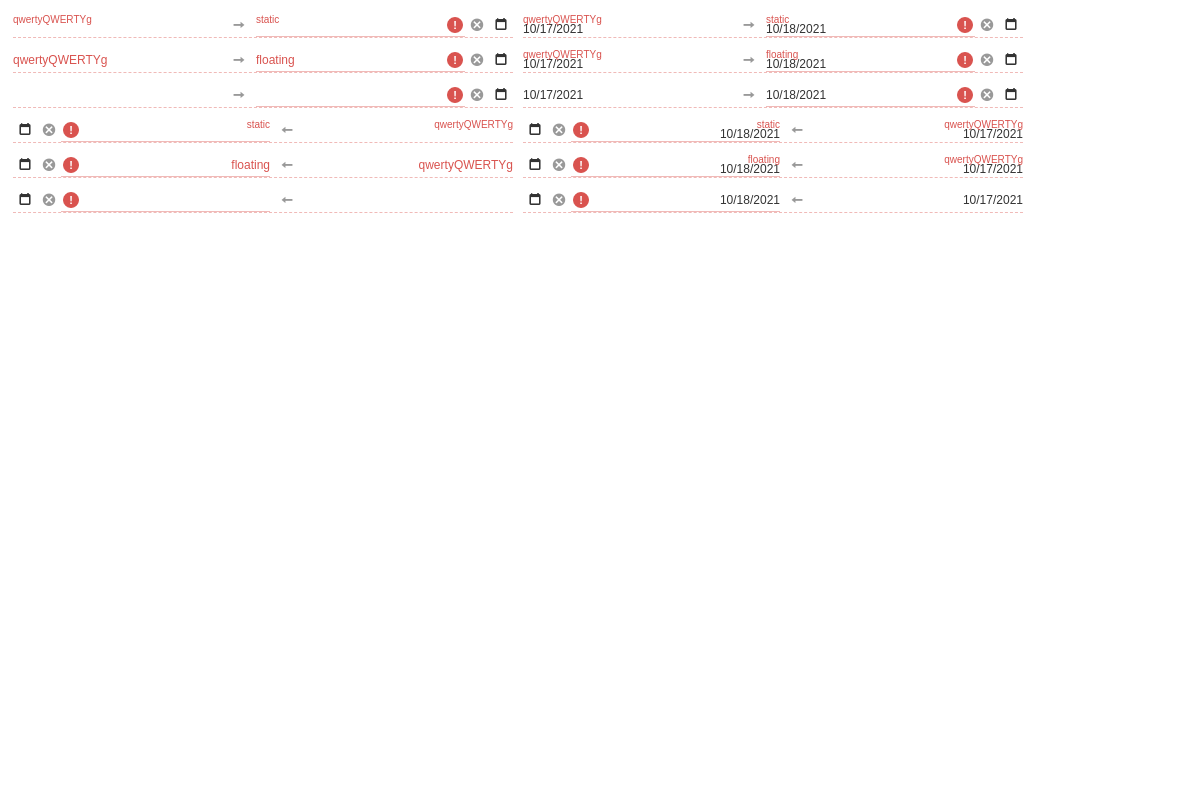 qwertyQWERTYg static ! qwertyQWERTYg static !
10/17/2021 10/18/2021
qwertyQWERTYg floating ! qwertyQWERTYg floating !
10/17/2021 10/18/2021
! 10/17/2021 10/18/2021 !
! static qwertyQWERTYg ! static qwertyQWERTYg
10/18/2021 10/17/2021
! floating qwertyQWERTYg ! floating qwertyQWERTYg
10/18/2021 10/17/2021
! ! 10/18/2021 10/17/2021